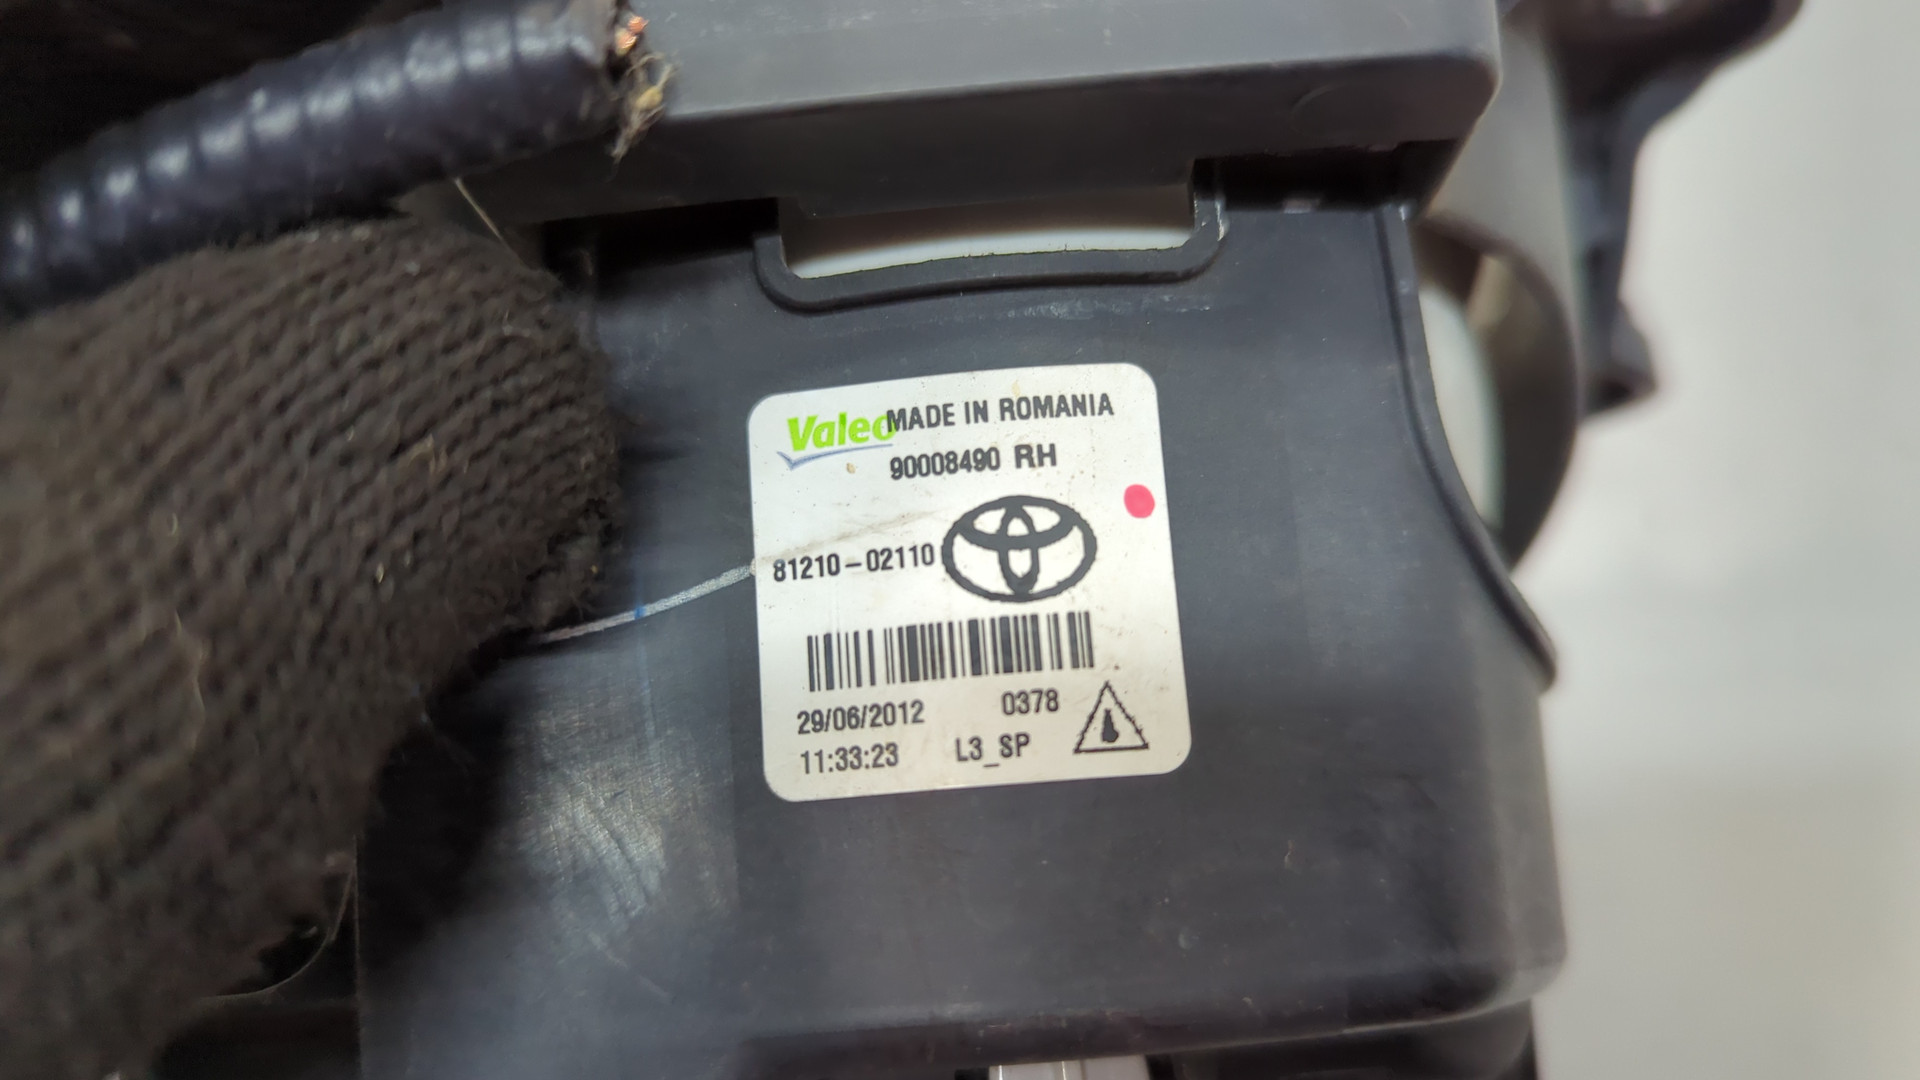 Valeo MADE IN ROMANIA
90008490 RH
81210-02110
29/06/2012 0378
11:33:23 L3_SP